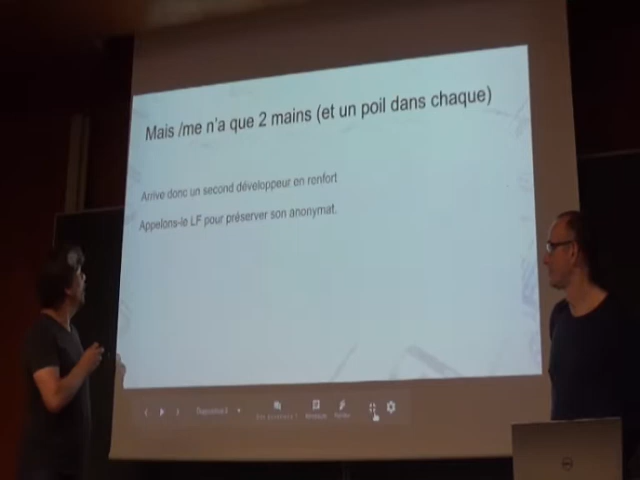 Mais /me n'a que 2 mains (et un poil dans chaque)
Arrive donc un second développeur en renfort
Appelons-le LF pour préserver son anonymat.